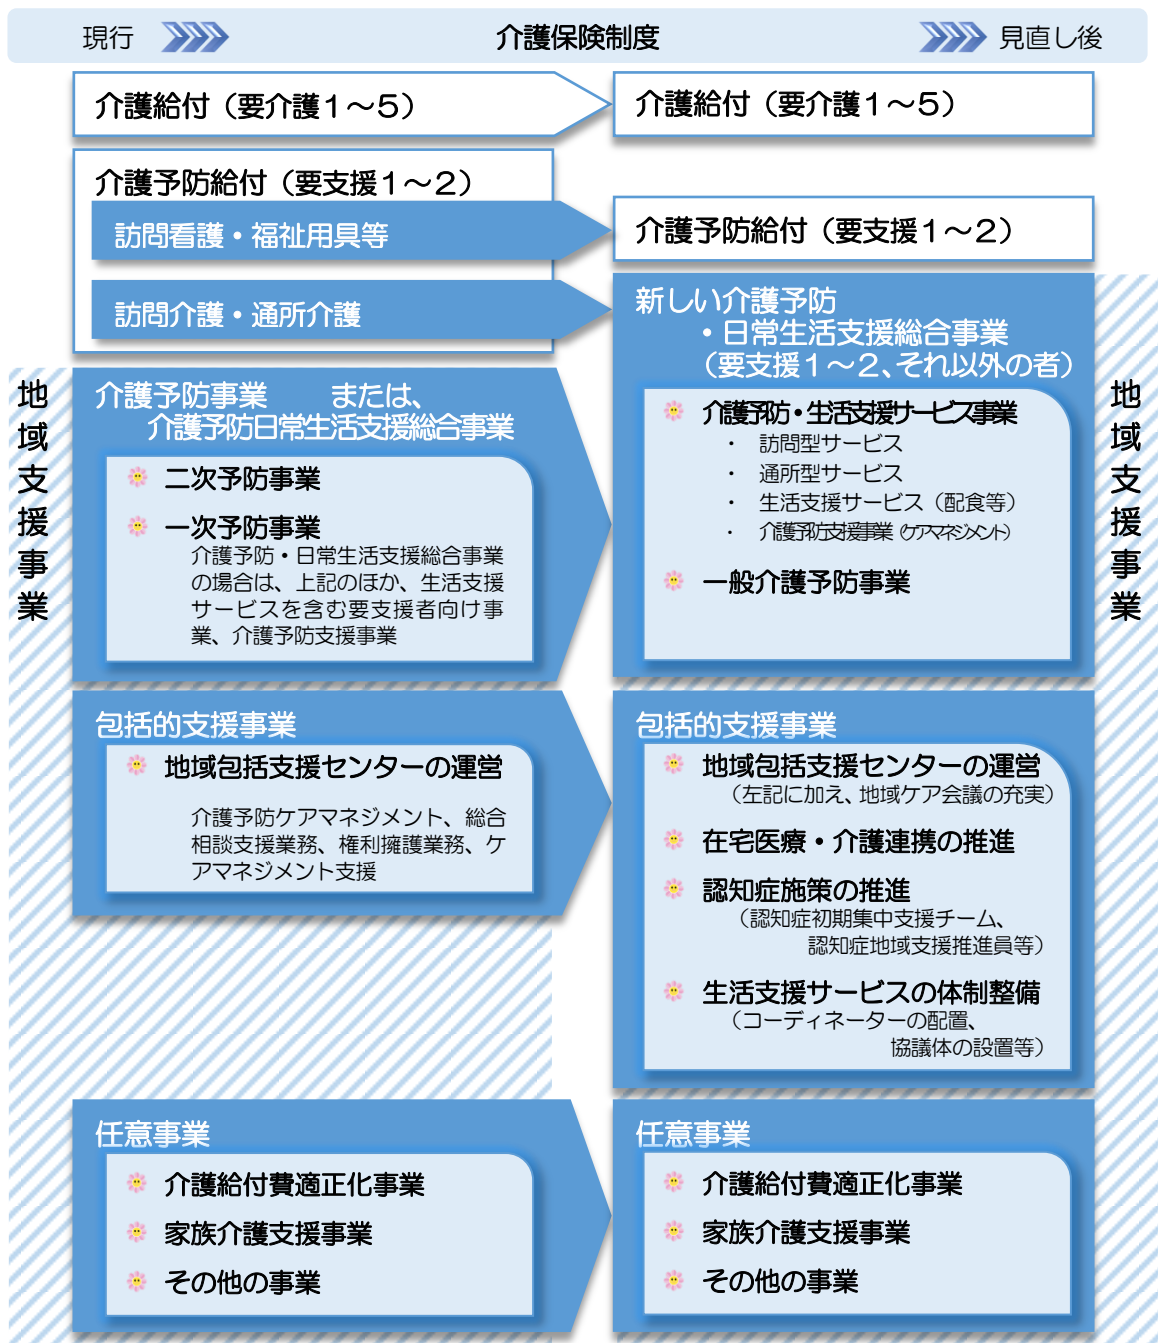 現行
介護保険制度
見直し後
介護給付（要介護１～５）
介護予防給付（要支援１～２）
訪問看護・福祉用具等
訪問介護・通所介護
地域支援事業
介護予防事業　　または、
介護予防日常生活支援総合事業
二次予防事業
一次予防事業
介護予防・日常生活支援総合事業
の場合は、上記のほか、生活支援
サービスを含む要支援者向け事
業、介護予防支援事業
包括的支援事業
地域包括支援センターの運営
介護予防ケアマネジメント、総合
相談支援業務、権利擁護業務、ケ
アマネジメント支援
任意事業
介護給付費適正化事業
家族介護支援事業
その他の事業
介護給付（要介護１～５）
介護予防給付（要支援１～２）
新しい介護予防
・日常生活支援総合事業
（要支援１～２、それ以外の者）
介護予防・生活支援サービス事業
・ 訪問型サービス
・ 通所型サービス
・ 生活支援サービス（配食等）
・ 介護予防支援事業（ケアマネジメント）
一般介護予防事業
包括的支援事業
地域包括支援センターの運営
（左記に加え、地域ケア会議の充実）
在宅医療・介護連携の推進
認知症施策の推進
（認知症初期集中支援チーム、
認知症地域支援推進員等）
生活支援サービスの体制整備
（コーディネーターの配置、
協議体の設置等）
任意事業
介護給付費適正化事業
家族介護支援事業
その他の事業
地域支援事業